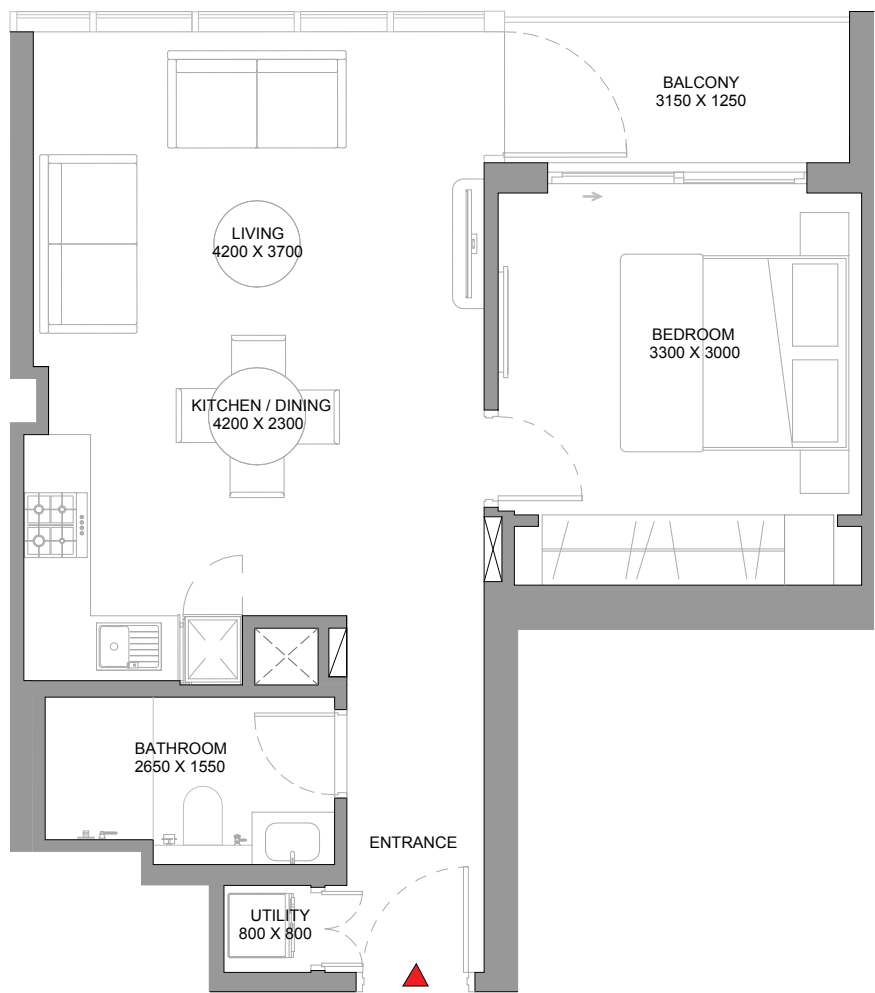 BALCONY
3150 X 1250
LIVING
4200 X 3700
BEDROOM
3300 X 3000
KITCHEN / DINING
4200 X 2300
BATHROOM
2650 X 1550
ENTRANCE
UTILITY
800 X 800